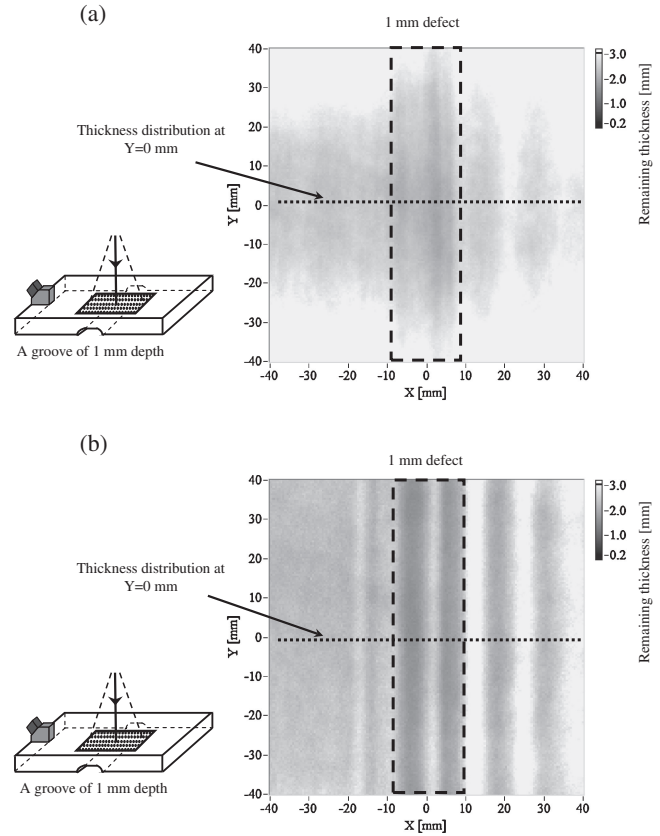 (a)
1 mm defect
Thickness distribution at
Y=0 mm
Y [mm]
40
30
20
10
0
-10
-20
-30
-40
-40 -30 -20 -10 0 10 20 30 40
X [mm]
3.0
2.0
1.0
0.2
Remaining thickness [mm]
A groove of 1 mm depth
(b)
1 mm defect
Thickness distribution at
Y=0 mm
Y [mm]
40
30
20
10
0
-10
-20
-30
-40
-40 -30 -20 -10 0 10 20 30 40
X [mm]
3.0
2.0
1.0
0.2
Remaining thickness [mm]
A groove of 1 mm depth